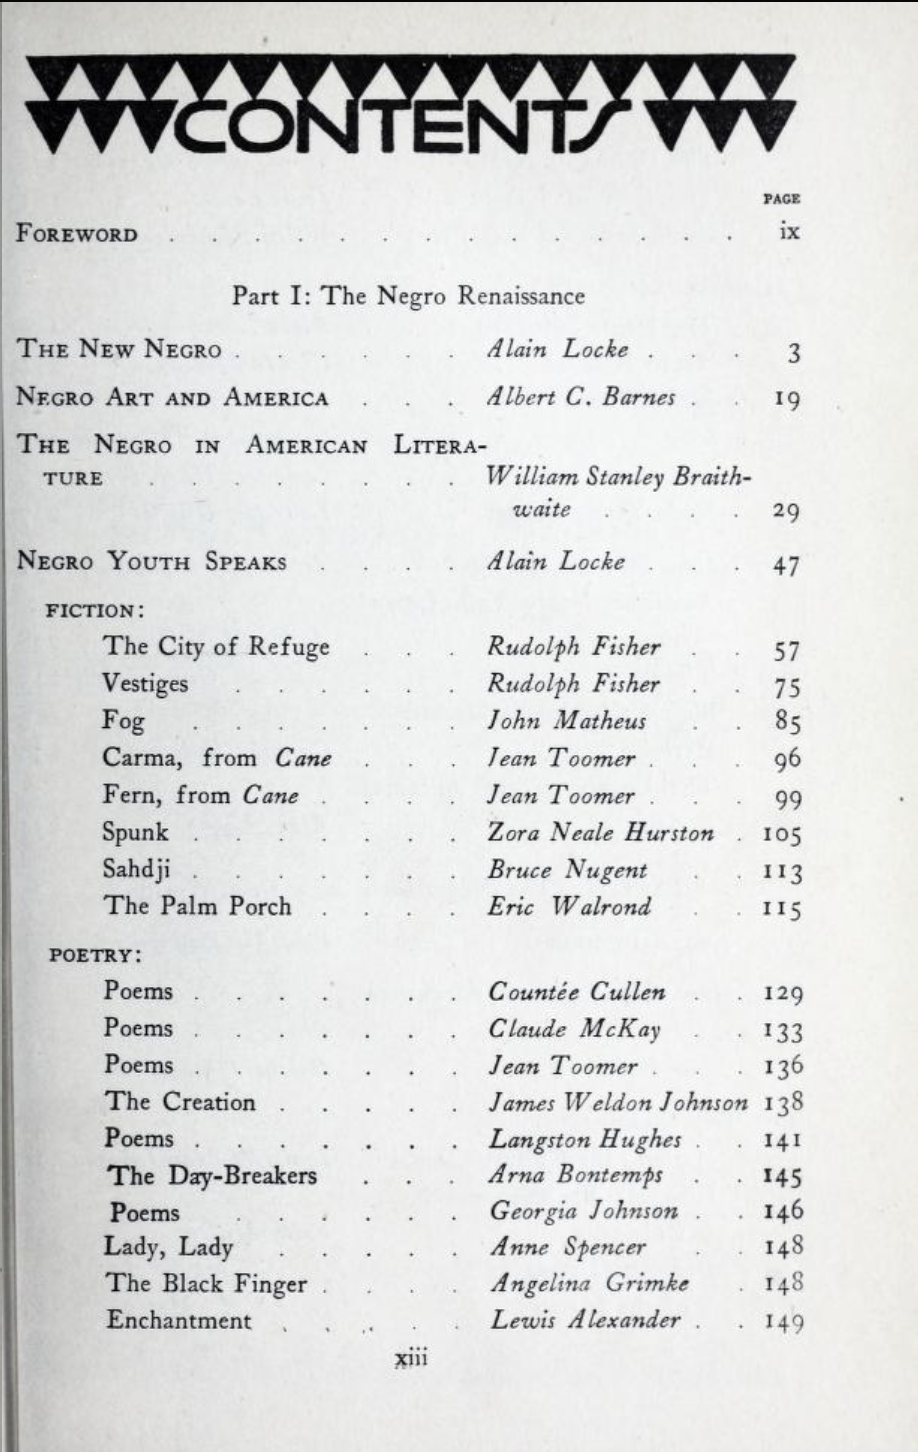 CONTENTS
PAGE
FOREWORD . . . . . . . . . . . . . . ix
Part I: The Negro Renaissance
THE NEW NEGRO . . . . . . Alain Locke . . . 3
NEGRO ART AND AMERICA . . . Albert C. Barnes . . 19
THE NEGRO IN AMERICAN LITERA-
TURE . . . . . . . . William Stanley Braith-
waite . . . . 29
NEGRO YOUTH SPEAKS . . . . Alain Locke . . . 47
FICTION:
The City of Refuge . . . Rudolph Fisher . . 57
Vestiges . . . . . . Rudolph Fisher . . 75
Fog . . . . . . . John Matheus . . 85
Carma, from Cane . . . Jean Toomer . . . 96
Fern, from Cane . . . . Jean Toomer . . . 99
Spunk . . . . . . . Zora Neale Hurston . 105
Sahdji . . . . . . . Bruce Nugent . . 113
The Palm Porch . . . . Eric Walrond . . 115
POETRY:
Poems . . . . . . . Countée Cullen . . 129
Poems . . . . . . . Claude McKay . . 133
Poems . . . . . . . Jean Toomer . . . 136
The Creation . . . . . James Weldon Johnson 138
Poems . . . . . . . Langston Hughes . . 141
The Day-Breakers . . . Arna Bontemps . . 145
Poems . . . . . . Georgia Johnson . . 146
Lady, Lady . . . . . Anne Spencer . . 148
The Black Finger . . . . Angelina Grimke . 148
Enchantment . . . . . Lewis Alexander . . 149
xiii